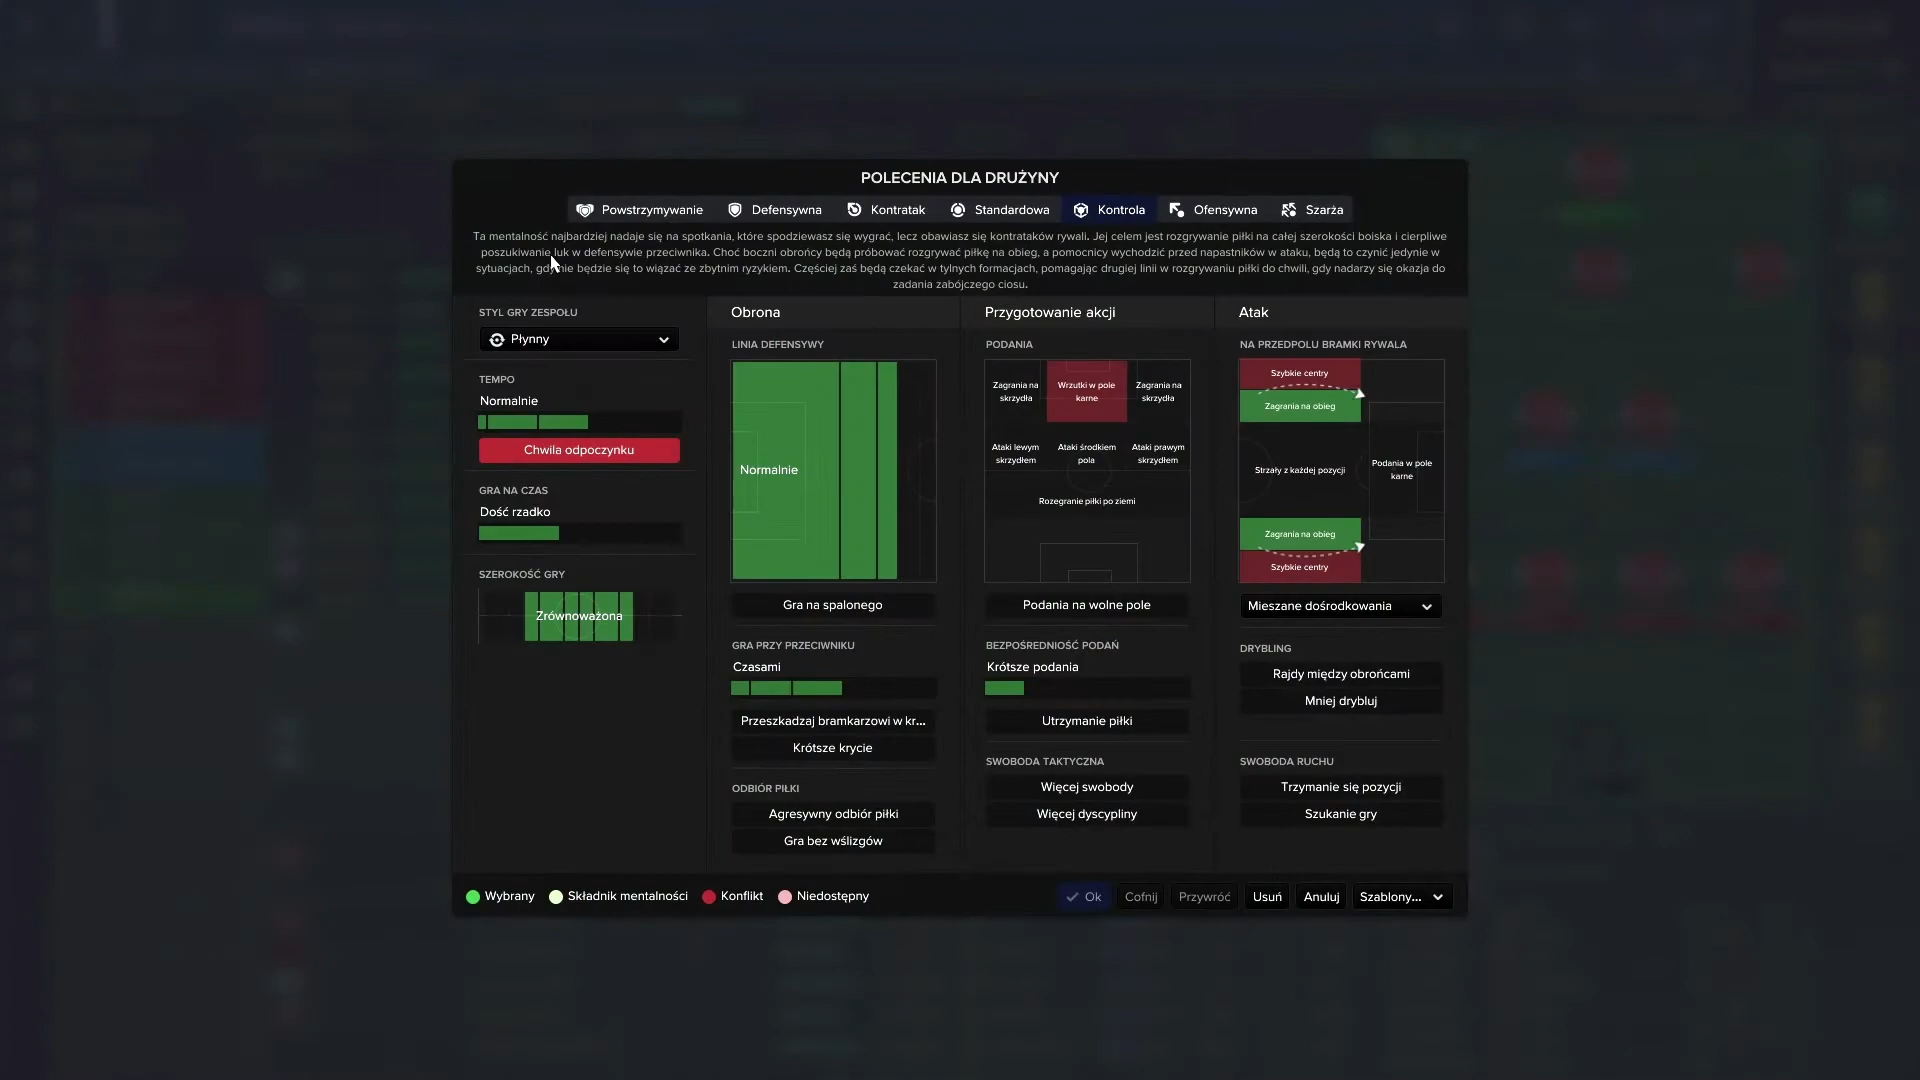 POLECENIA DLA DRUŻYNY
Powstrzymywanie
Defensywna
Kontratak
Standardowa
Kontrola
Ofensywna
Szarża
Ta mentalność najbardziej nadaje się na spotkania, które spodziewasz się wygrać, lecz obawiasz się kontrataków rywali. Jej celem jest rozgrywanie piłki na całej szerokości boiska i cierpliwe
poszukiwanie luk w defensywie przeciwnika. Choć boczni obrońcy będą próbować rozgrywać piłkę na obieg, a pomocnicy wychodzić przed napastników w ataku, będą to czynić jedynie w
sytuacjach, gdy nie będzie się to wiązać ze zbytnim ryzykiem. Częściej zaś będą czekać w tylnych formacjach, pomagając drugiej linii w rozgrywaniu piłki do chwili, gdy nadarzy się okazja do
zadania zabójczego ciosu.
STYL GRY ZESPOŁU
Płynny
TEMPO
Normalnie
Chwila odpoczynku
GRA NA CZAS
Dość rzadko
SZEROKOŚĆ GRY
Zrównoważona
Obrona
LINIA DEFENSYWY
Normalnie
Gra na spalonego
GRA PRZY PRZECIWNIKU
Czasami
Przeszkadzaj bramkarzowi w kr...
Krótsze krycie
ODBIÓR PIŁKI
Agresywny odbiór piłki
Gra bez wślizgów
Przygotowanie akcji
PODANIA
Zagrania na
skrzydła
Wrzutki w pole
karne
Zagrania na
skrzydła
Ataki lewym
skrzydłem
Ataki środkiem
pola
Ataki prawym
skrzydłem
Rozegranie piłki po ziemi
Podania na wolne pole
BEZPOŚREDNIOŚĆ PODAŃ
Krótsze podania
Utrzymanie piłki
SWOBODA TAKTYCZNA
Więcej swobody
Więcej dyscypliny
Atak
NA PRZEDPOLU BRAMKI RYWALA
Szybkie centry
Zagrania na obieg
Strzały z każdej pozycji
Podania w pole
karne
Zagrania na obieg
Szybkie centry
Mieszane dośrodkowania
DRYBLING
Rajdy między obrońcami
Mniej drybluj
SWOBODA RUCHU
Trzymanie się pozycji
Szukanie gry
Wybrany
Składnik mentalności
Konflikt
Niedostępny
Ok
Cofnij
Przywróć
Usuń
Anuluj
Szablony...